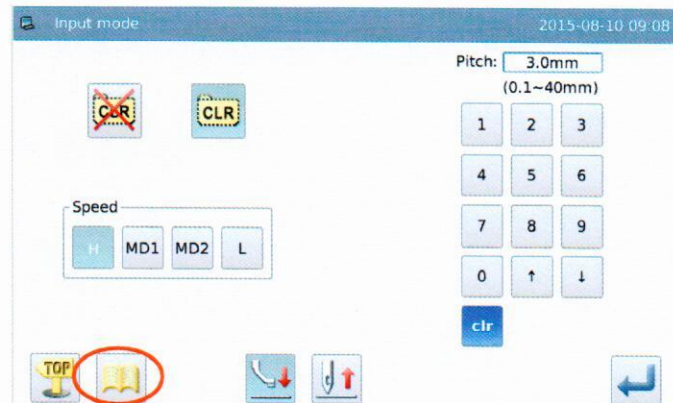 Input mode 2015-08-10 09:08
Pitch: 3.0mm
(0.1~40mm)
CLR CLR
1 2 3
4 5 6
Speed
H MD1 MD2 L
7 8 9
0 ↑ ↓
clr
TOP